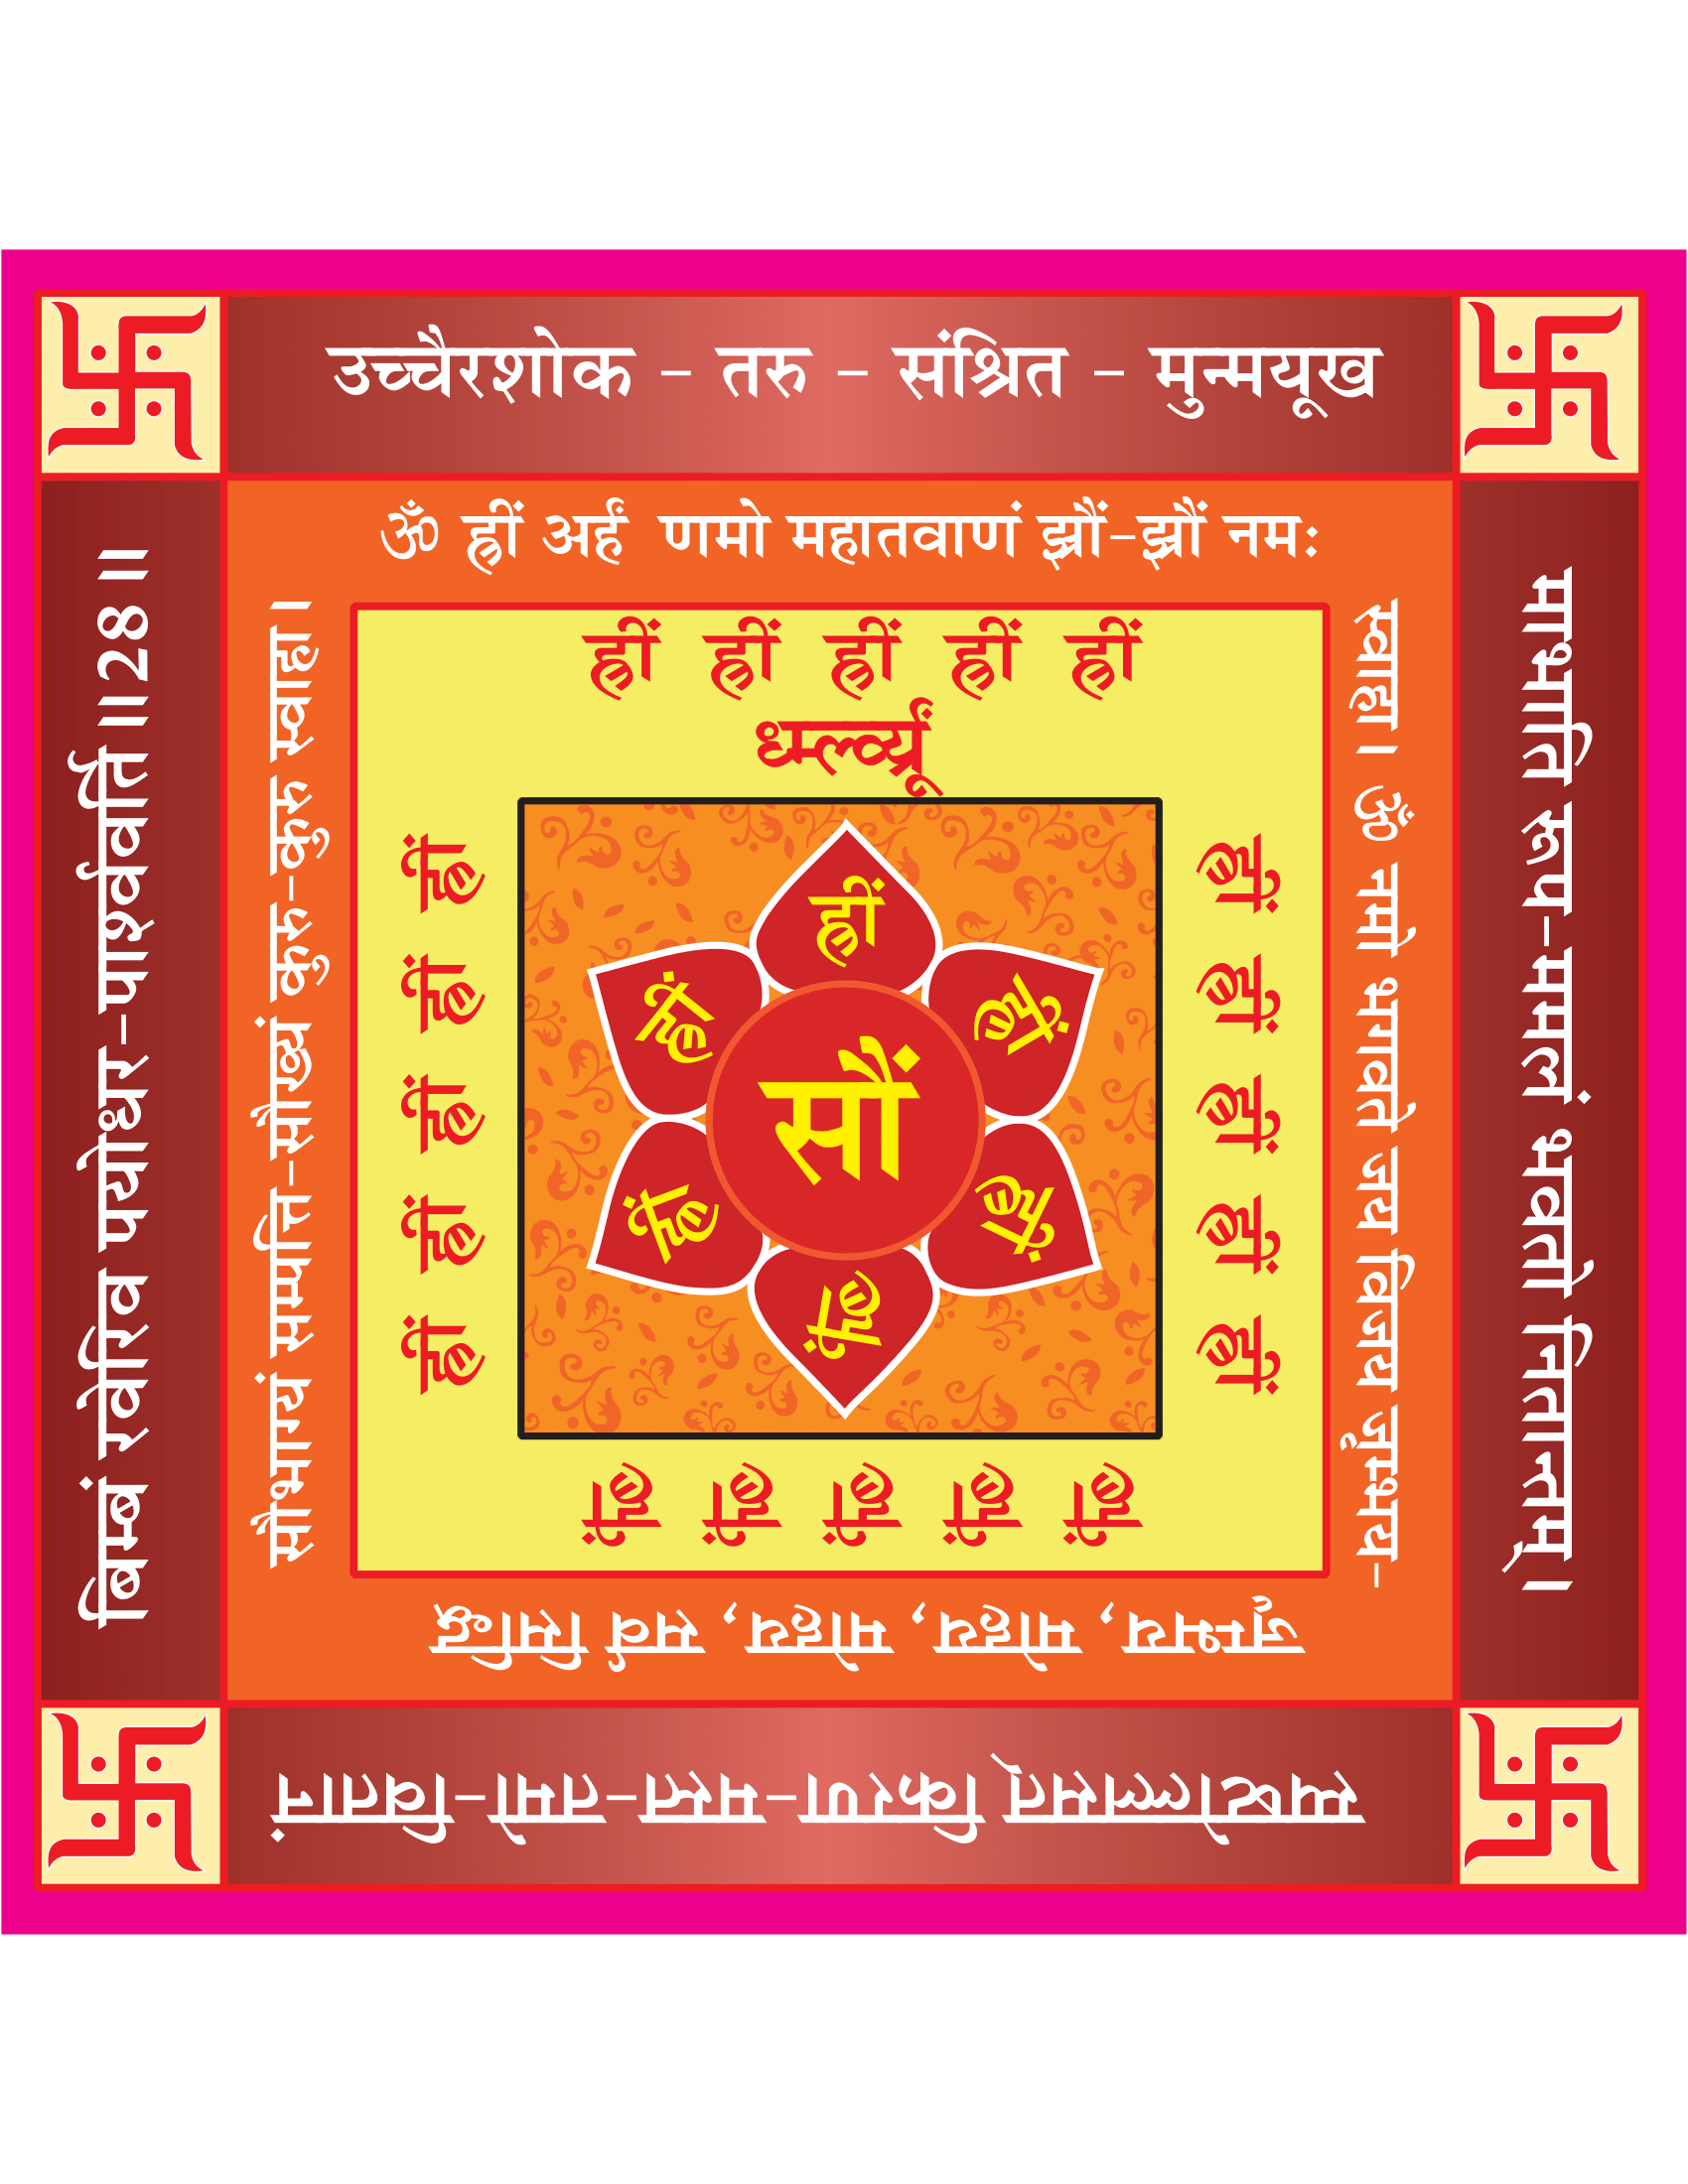 उच्चैरशोक – तरु – संश्रित – मुन्मयूख
माभाति रूप-ममलं भवतो नितान्तम्।
स्पष्टोल्लसत् किरण-मस्त-तमो-वितानं
बिम्बं रवेरिव पयोधर-पार्श्ववर्ति॥28॥
ॐ ह्रीं अर्हं णमो महातवाणं झ्रौं-झ्रौं नमः
स्वाहा। ॐ नमो भगवते जय विजय जृम्भय-
जृम्भय, मोहय, मोहय, सर्व
सौभाग्यं सम्पत्ति-सौख्यं कुरु-कुरु स्वाहा।
ह्रीं ह्रीं ह्रीं ह्रीं ह्रीं
ध्म्ल्व्र्यूं
ह्रीं ह्रीं ह्रीं ह्रीं ह्रीं
ह्रीं ह्रीं ह्रीं ह्रीं ह्रीं
ह्रीं ह्रीं ह्रीं ह्रीं ह्रीं
ह्रीं
ह्रीं
ह्रीं
ह्रीं
ह्रीं
ह्रीं
सौं